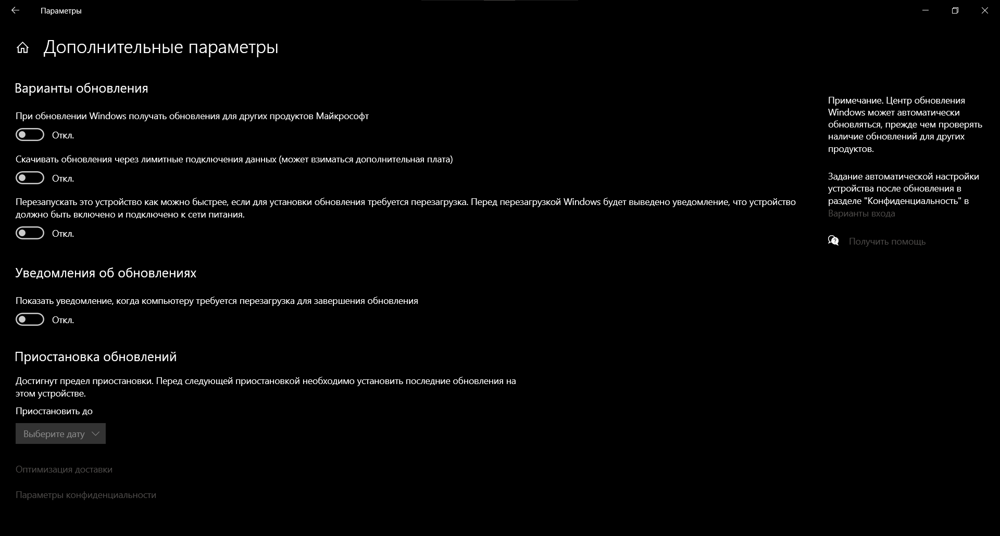 Параметры
Дополнительные параметры
Варианты обновления
При обновлении Windows получать обновления для других продуктов Майкрософт
Откл.
Скачивать обновления через лимитные подключения данных (может взиматься дополнительная плата)
Откл.
Перезапускать это устройство как можно быстрее, если для установки обновления требуется перезагрузка. Перед перезагрузкой Windows будет выведено уведомление, что устройство
должно быть включено и подключено к сети питания.
Откл.
Уведомления об обновлениях
Показать уведомление, когда компьютеру требуется перезагрузка для завершения обновления
Откл.
Приостановка обновлений
Достигнут предел приостановки. Перед следующей приостановкой необходимо установить последние обновления на
этом устройстве.
Приостановить до
Выберите дату
Оптимизация доставки
Параметры конфиденциальности
Примечание. Центр обновления
Windows может автоматически
обновляться, прежде чем проверять
наличие обновлений для других
продуктов.
Задание автоматической настройки
устройства после обновления в
разделе "Конфиденциальность" в
Варианты входа
Получить помощь